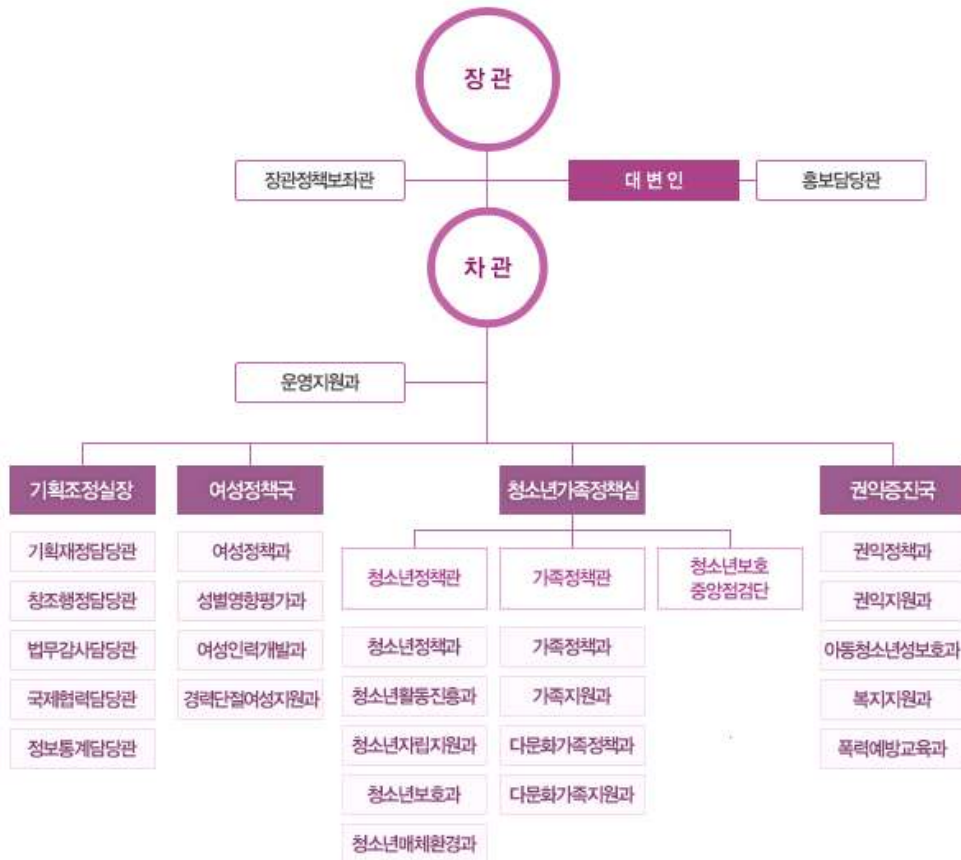 장관
장관정책보좌관
대변인
홍보담당관
차관
운영지원과
기획조정실장
여성정책국
청소년가족정책실
권익증진국
기획재정담당관
창조행정담당관
법무감사담당관
국제협력담당관
정보통계담당관
여성정책과
성별영향평가과
여성인력개발과
경력단절여성지원과
청소년정책관
가족정책관
청소년보호
중앙점검단
청소년정책과
청소년활동진흥과
청소년자립지원과
청소년보호과
청소년매체환경과
가족정책과
가족지원과
다문화가족정책과
다문화가족지원과
권익정책과
권익지원과
아동청소년성보호과
복지지원과
폭력예방교육과